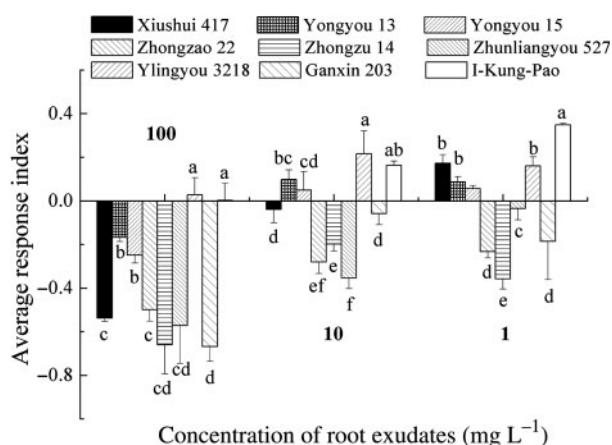 Xiushui 417 Yongyou 13 Yongyou 15
Zhongzao 22 Zhongzu 14 Zhunliangyou 527
Ylingyou 3218 Ganxin 203 I-Kung-Pao
Average response index
0.4
0.0
−0.4
−0.8
100
c b b c cd cd a d a
10
d bc cd ef e f a d ab
1
b b d e c b d a
Concentration of root exudates (mg L⁻¹)